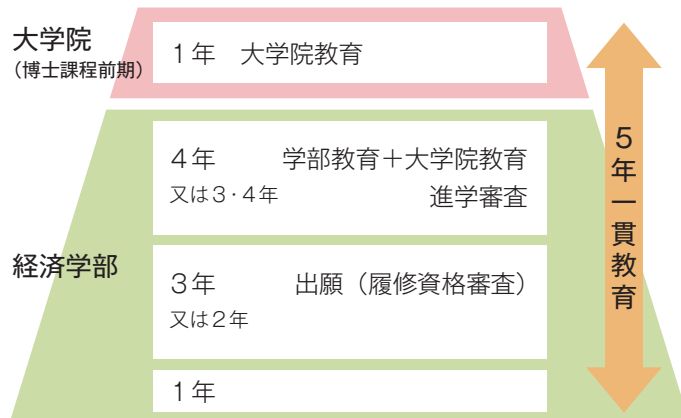 大学院
（博士課程前期）
1年　大学院教育
4年　学部教育＋大学院教育
又は3・4年　進学審査
経済学部
3年　出願（履修資格審査）
又は2年
1年
5年一貫教育